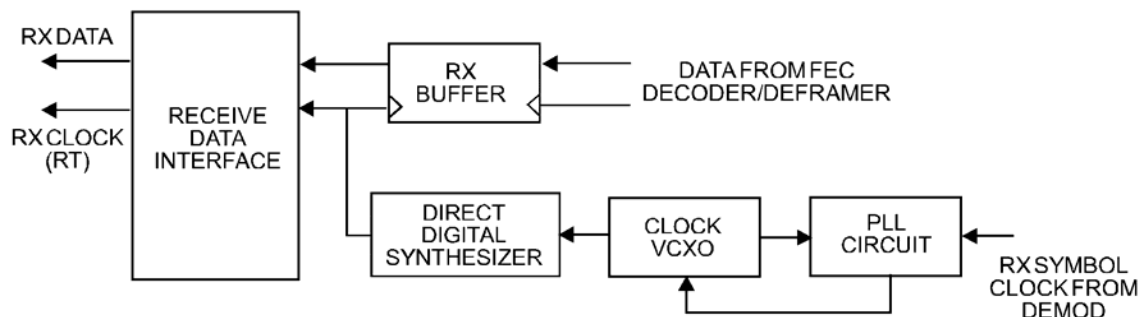 RX DATA
RX CLOCK
(RT)
RECEIVE
DATA
INTERFACE
RX
BUFFER
DATA FROM FEC
DECODER/DEFRAMER
DIRECT
DIGITAL
SYNTHESIZER
CLOCK
VCXO
PLL
CIRCUIT
RX SYMBOL
CLOCK FROM
DEMOD